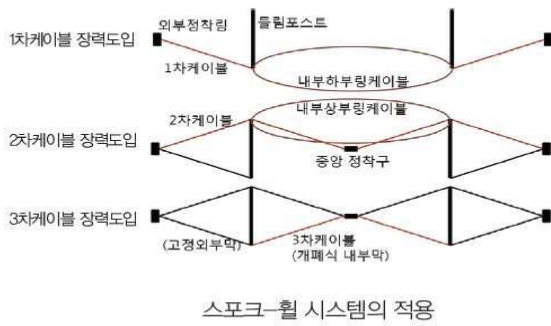 외부정착링
틀림포스트
1차케이블 장력도입
1차케이블
내부하부링케이블
내부상부링케이블
2차케이블
2차케이블 장력도입
중앙 정착구
3차케이블 장력도입
(고정외부막)
3차케이블
(개폐식 내부막)
스포크-휠 시스템의 적용